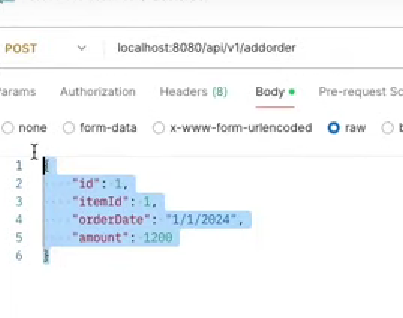 POST localhost:8080/api/v1/addorder
Params Authorization Headers (8) Body Pre-request Sc
none form-data x-www-form-urlencoded raw b
1 {
2 "id": 1,
3 "itemId": 1,
4 "orderDate": "1/1/2024",
5 "amount": 1200
6 }